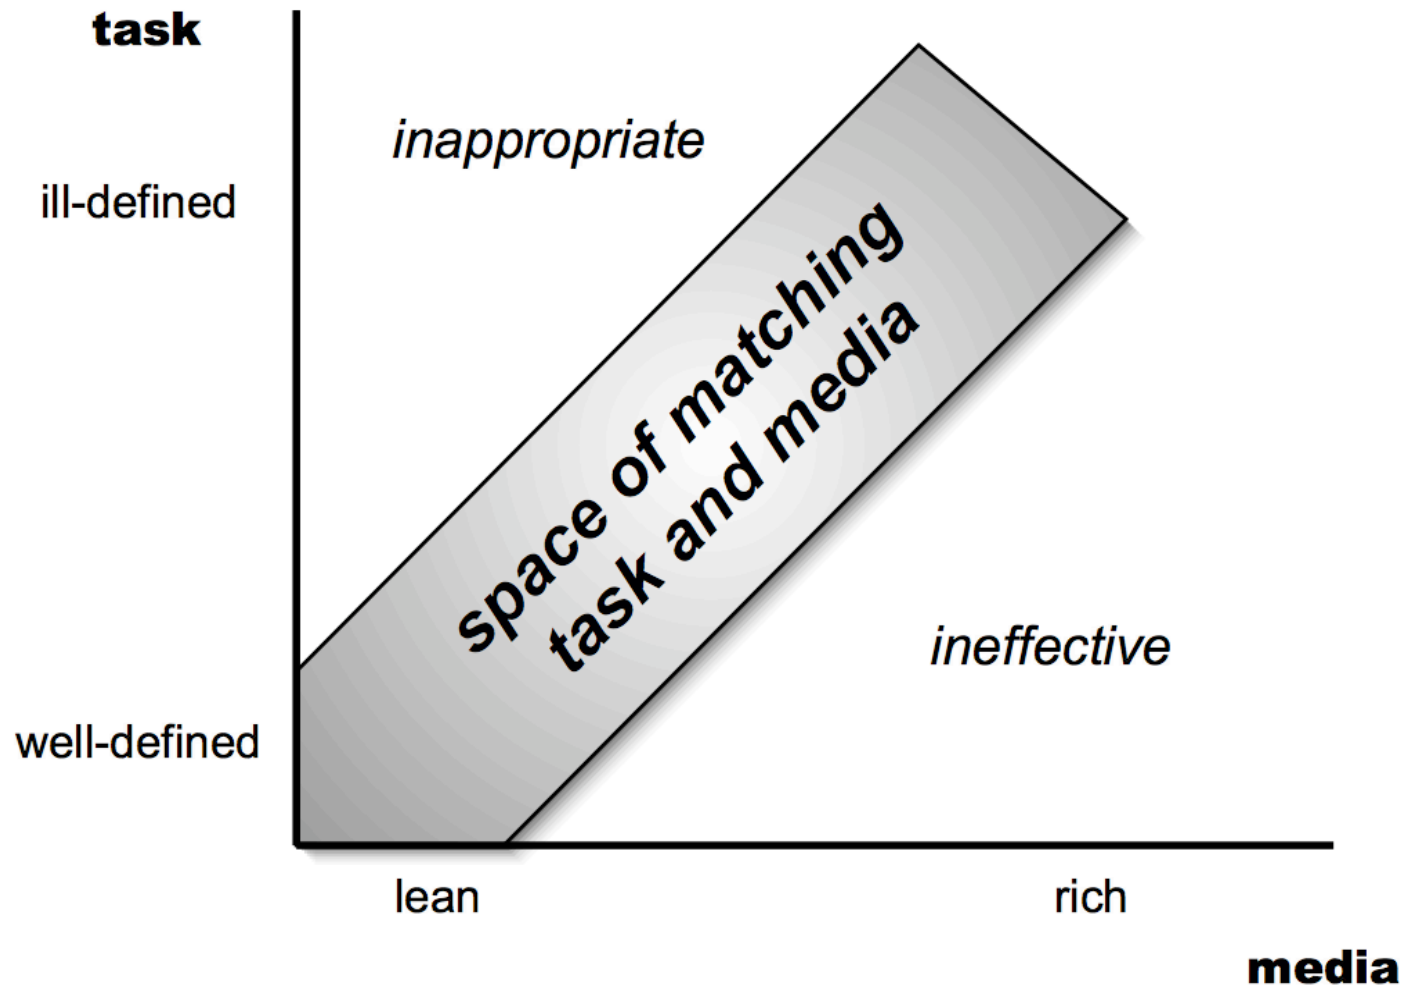 task
inappropriate
ill-defined
space of matching
task and media
ineffective
well-defined
lean
rich
media